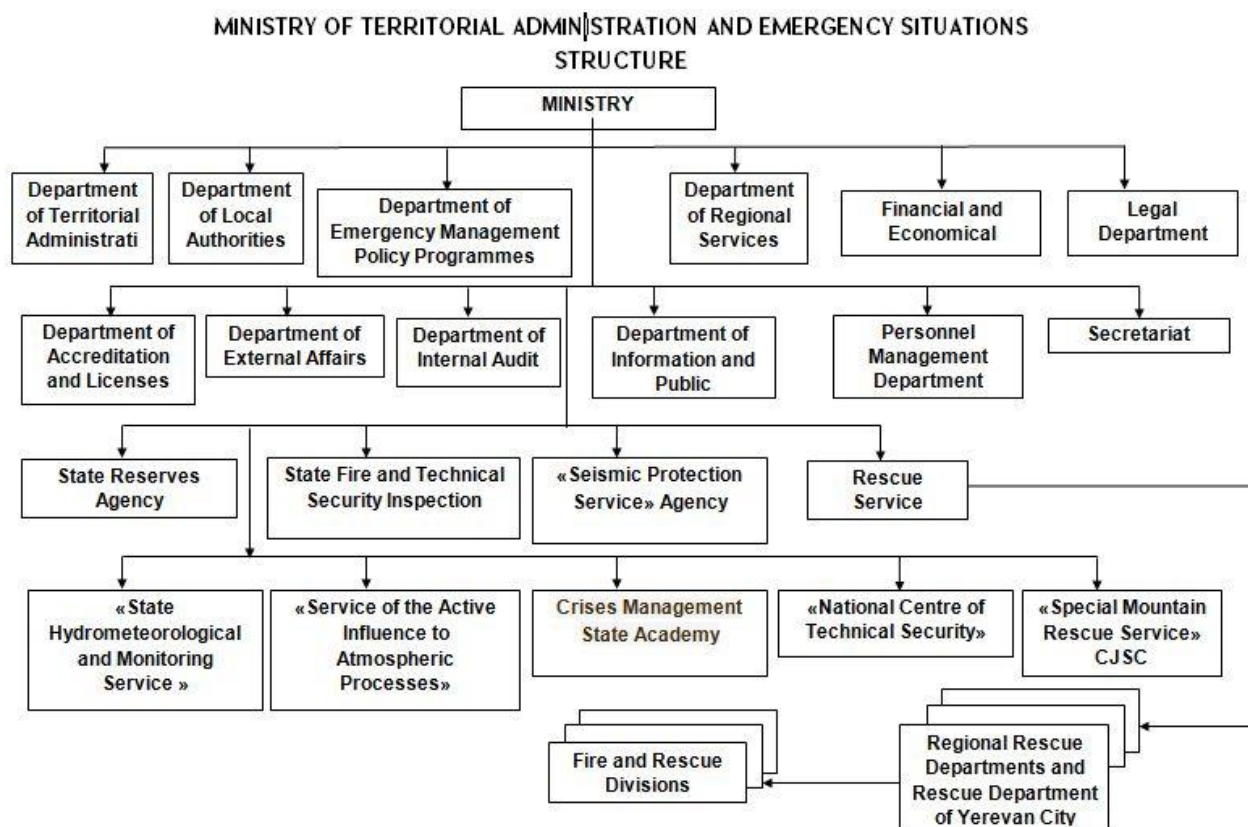 MINISTRY OF TERRITORIAL ADMINISTRATION AND EMERGENCY SITUATIONS
STRUCTURE
MINISTRY
Department
of Territorial
Administrati
Department
of Local
Authorities
Department of
Emergency Management
Policy Programmes
Department
of Regional
Services
Financial and
Economical
Legal
Department
Department of
Accreditation
and Licenses
Department of
External Affairs
Department of
Internal Audit
Department of
Information and
Public
Personnel
Management
Department
Secretariat
State Reserves
Agency
State Fire and Technical
Security Inspection
«Seismic Protection
Service» Agency
Rescue
Service
«State
Hydrometeorological
and Monitoring
Service »
«Service of the Active
Influence to
Atmospheric
Processes»
Crises Management
State Academy
«National Centre of
Technical Security»
«Special Mountain
Rescue Service»
CJSC
Fire and Rescue
Divisions
Regional Rescue
Departments and
Rescue Department
of Yerevan City